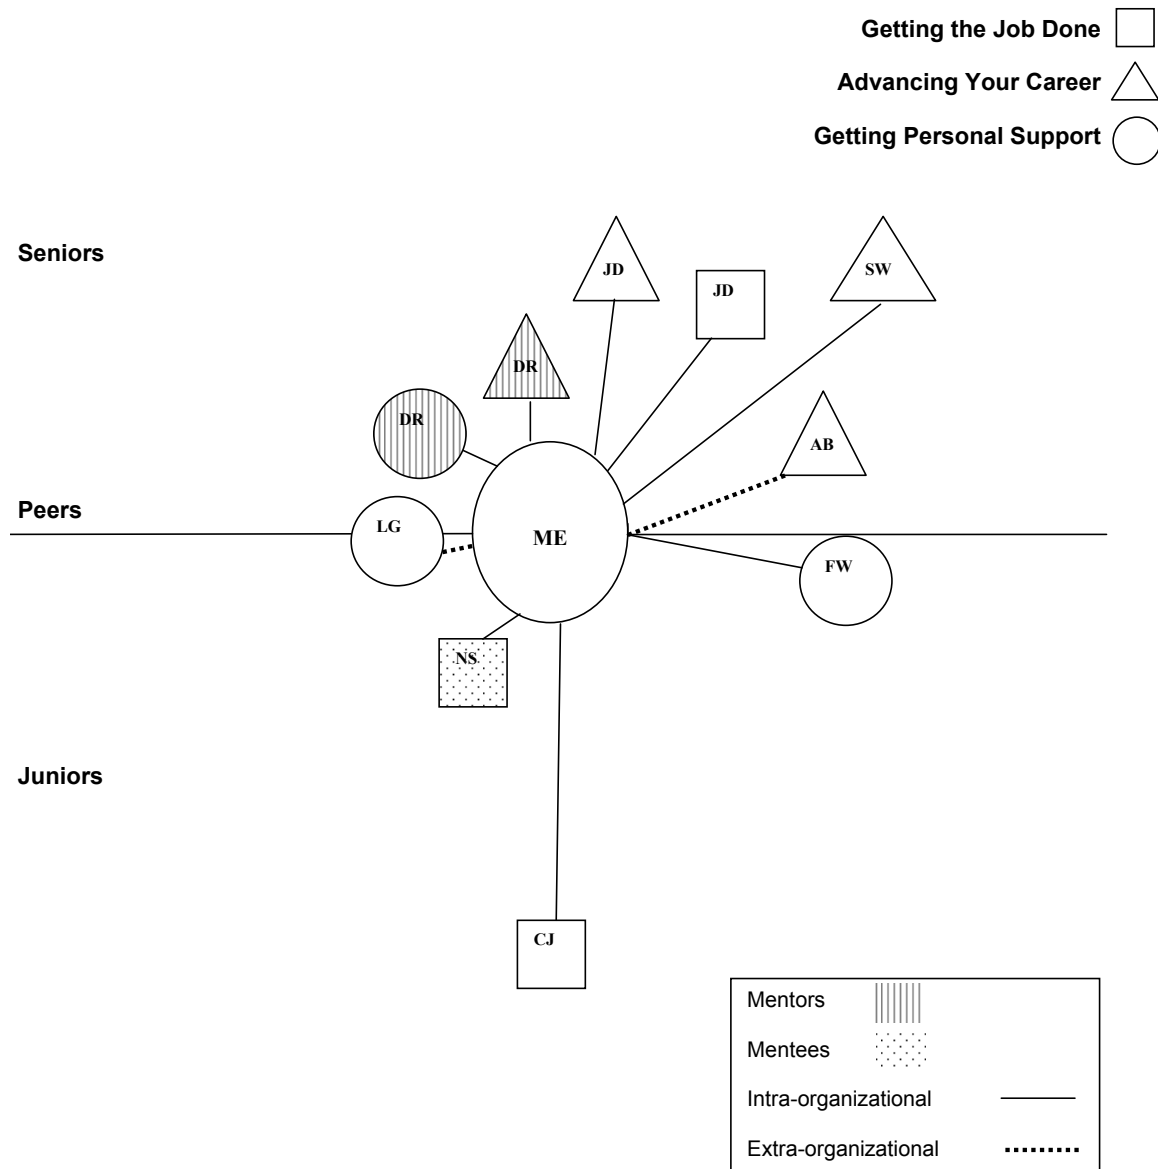 Getting the Job Done
Advancing Your Career
Getting Personal Support
Seniors
JD
SW
JD
DR
DR
AB
Peers
LG
ME
FW
NS
Juniors
CJ
Mentors
Mentees
Intra-organizational
Extra-organizational